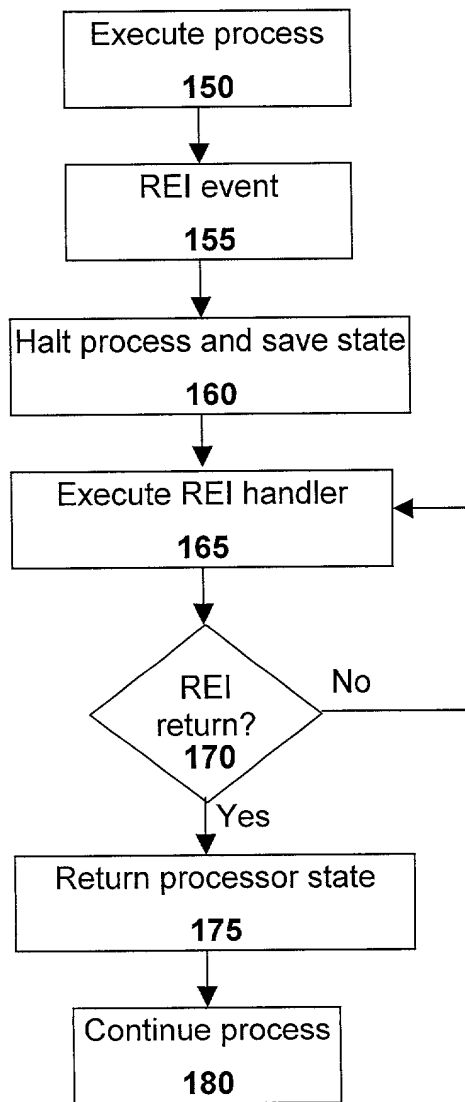 Execute process
150
REI event
155
Halt process and save state
160
Execute REI handler
165
REI
return?
170
No
Yes
Return processor state
175
Continue process
180